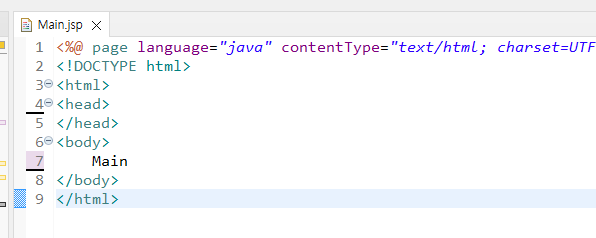 Main.jsp
1 <%@ page language="java" contentType="text/html; charset=UTF
2 <!DOCTYPE html>
3 <html>
4 <head>
5 </head>
6 <body>
7     Main
8 </body>
9 </html>